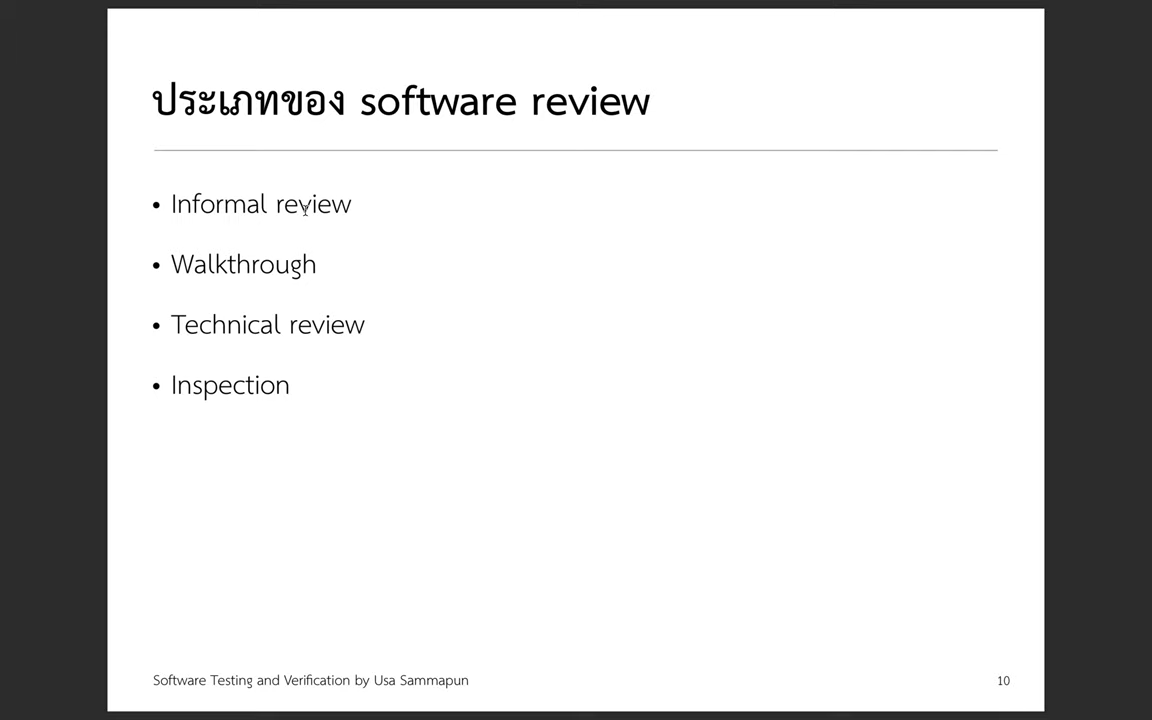 ประเภทของ software review
• Informal review
• Walkthrough
• Technical review
• Inspection
Software Testing and Verification by Usa Sammapun
10